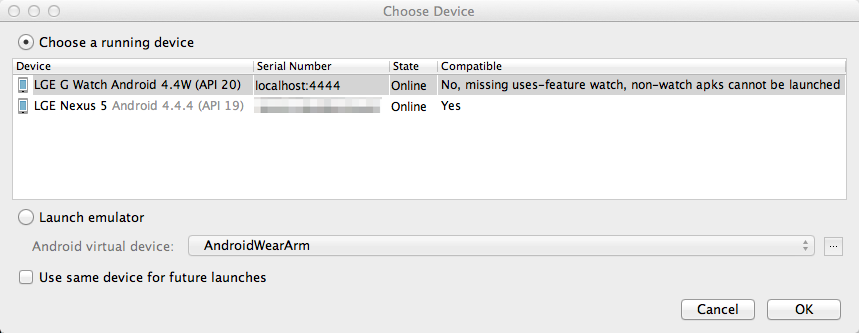 Choose Device
Choose a running device
Device Serial Number State Compatible
LGE G Watch Android 4.4W (API 20) localhost:4444 Online No, missing uses-feature watch, non-watch apks cannot be launched
LGE Nexus 5 Android 4.4.4 (API 19) Online Yes
Launch emulator
Android virtual device: AndroidWearArm ...
Use same device for future launches
Cancel OK